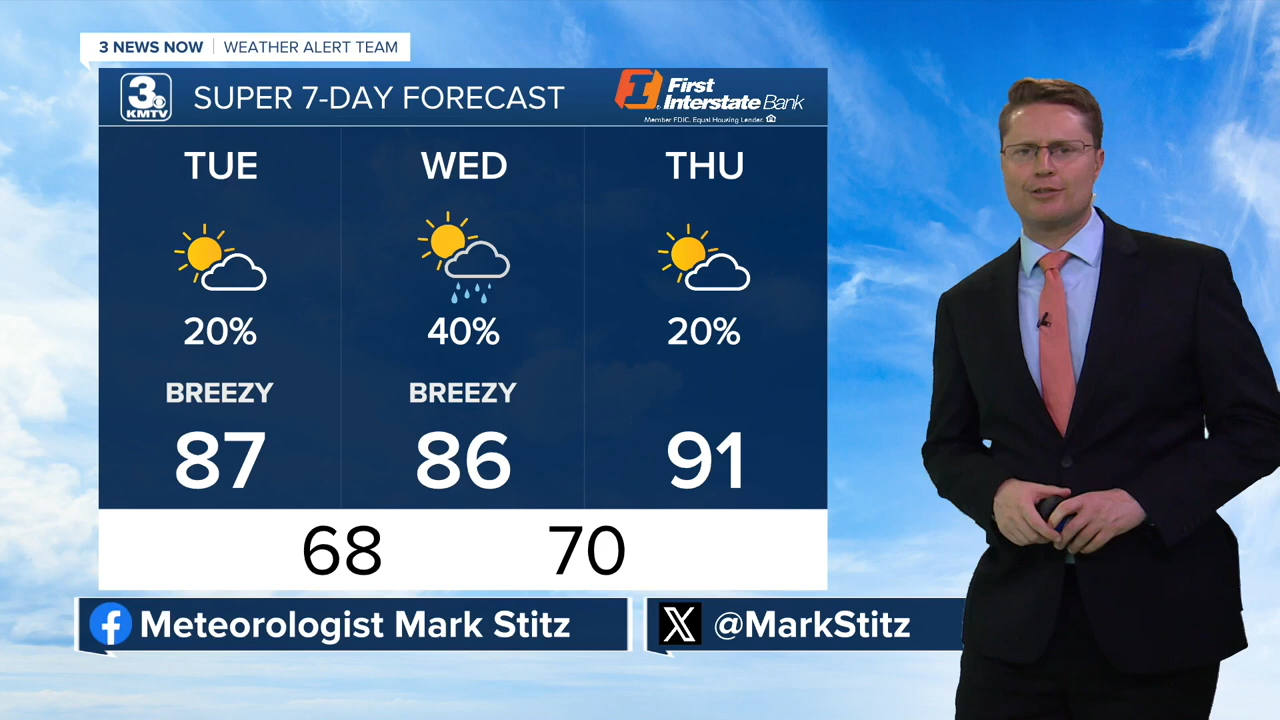 3 NEWS NOW | WEATHER ALERT TEAM
3
KMTV
SUPER 7-DAY FORECAST
First
Interstate Bank
Member FDIC. Equal Housing Lender.
TUE WED THU
20% 40% 20%
BREEZY BREEZY
87 86 91
68 70
Meteorologist Mark Stitz
@MarkStitz